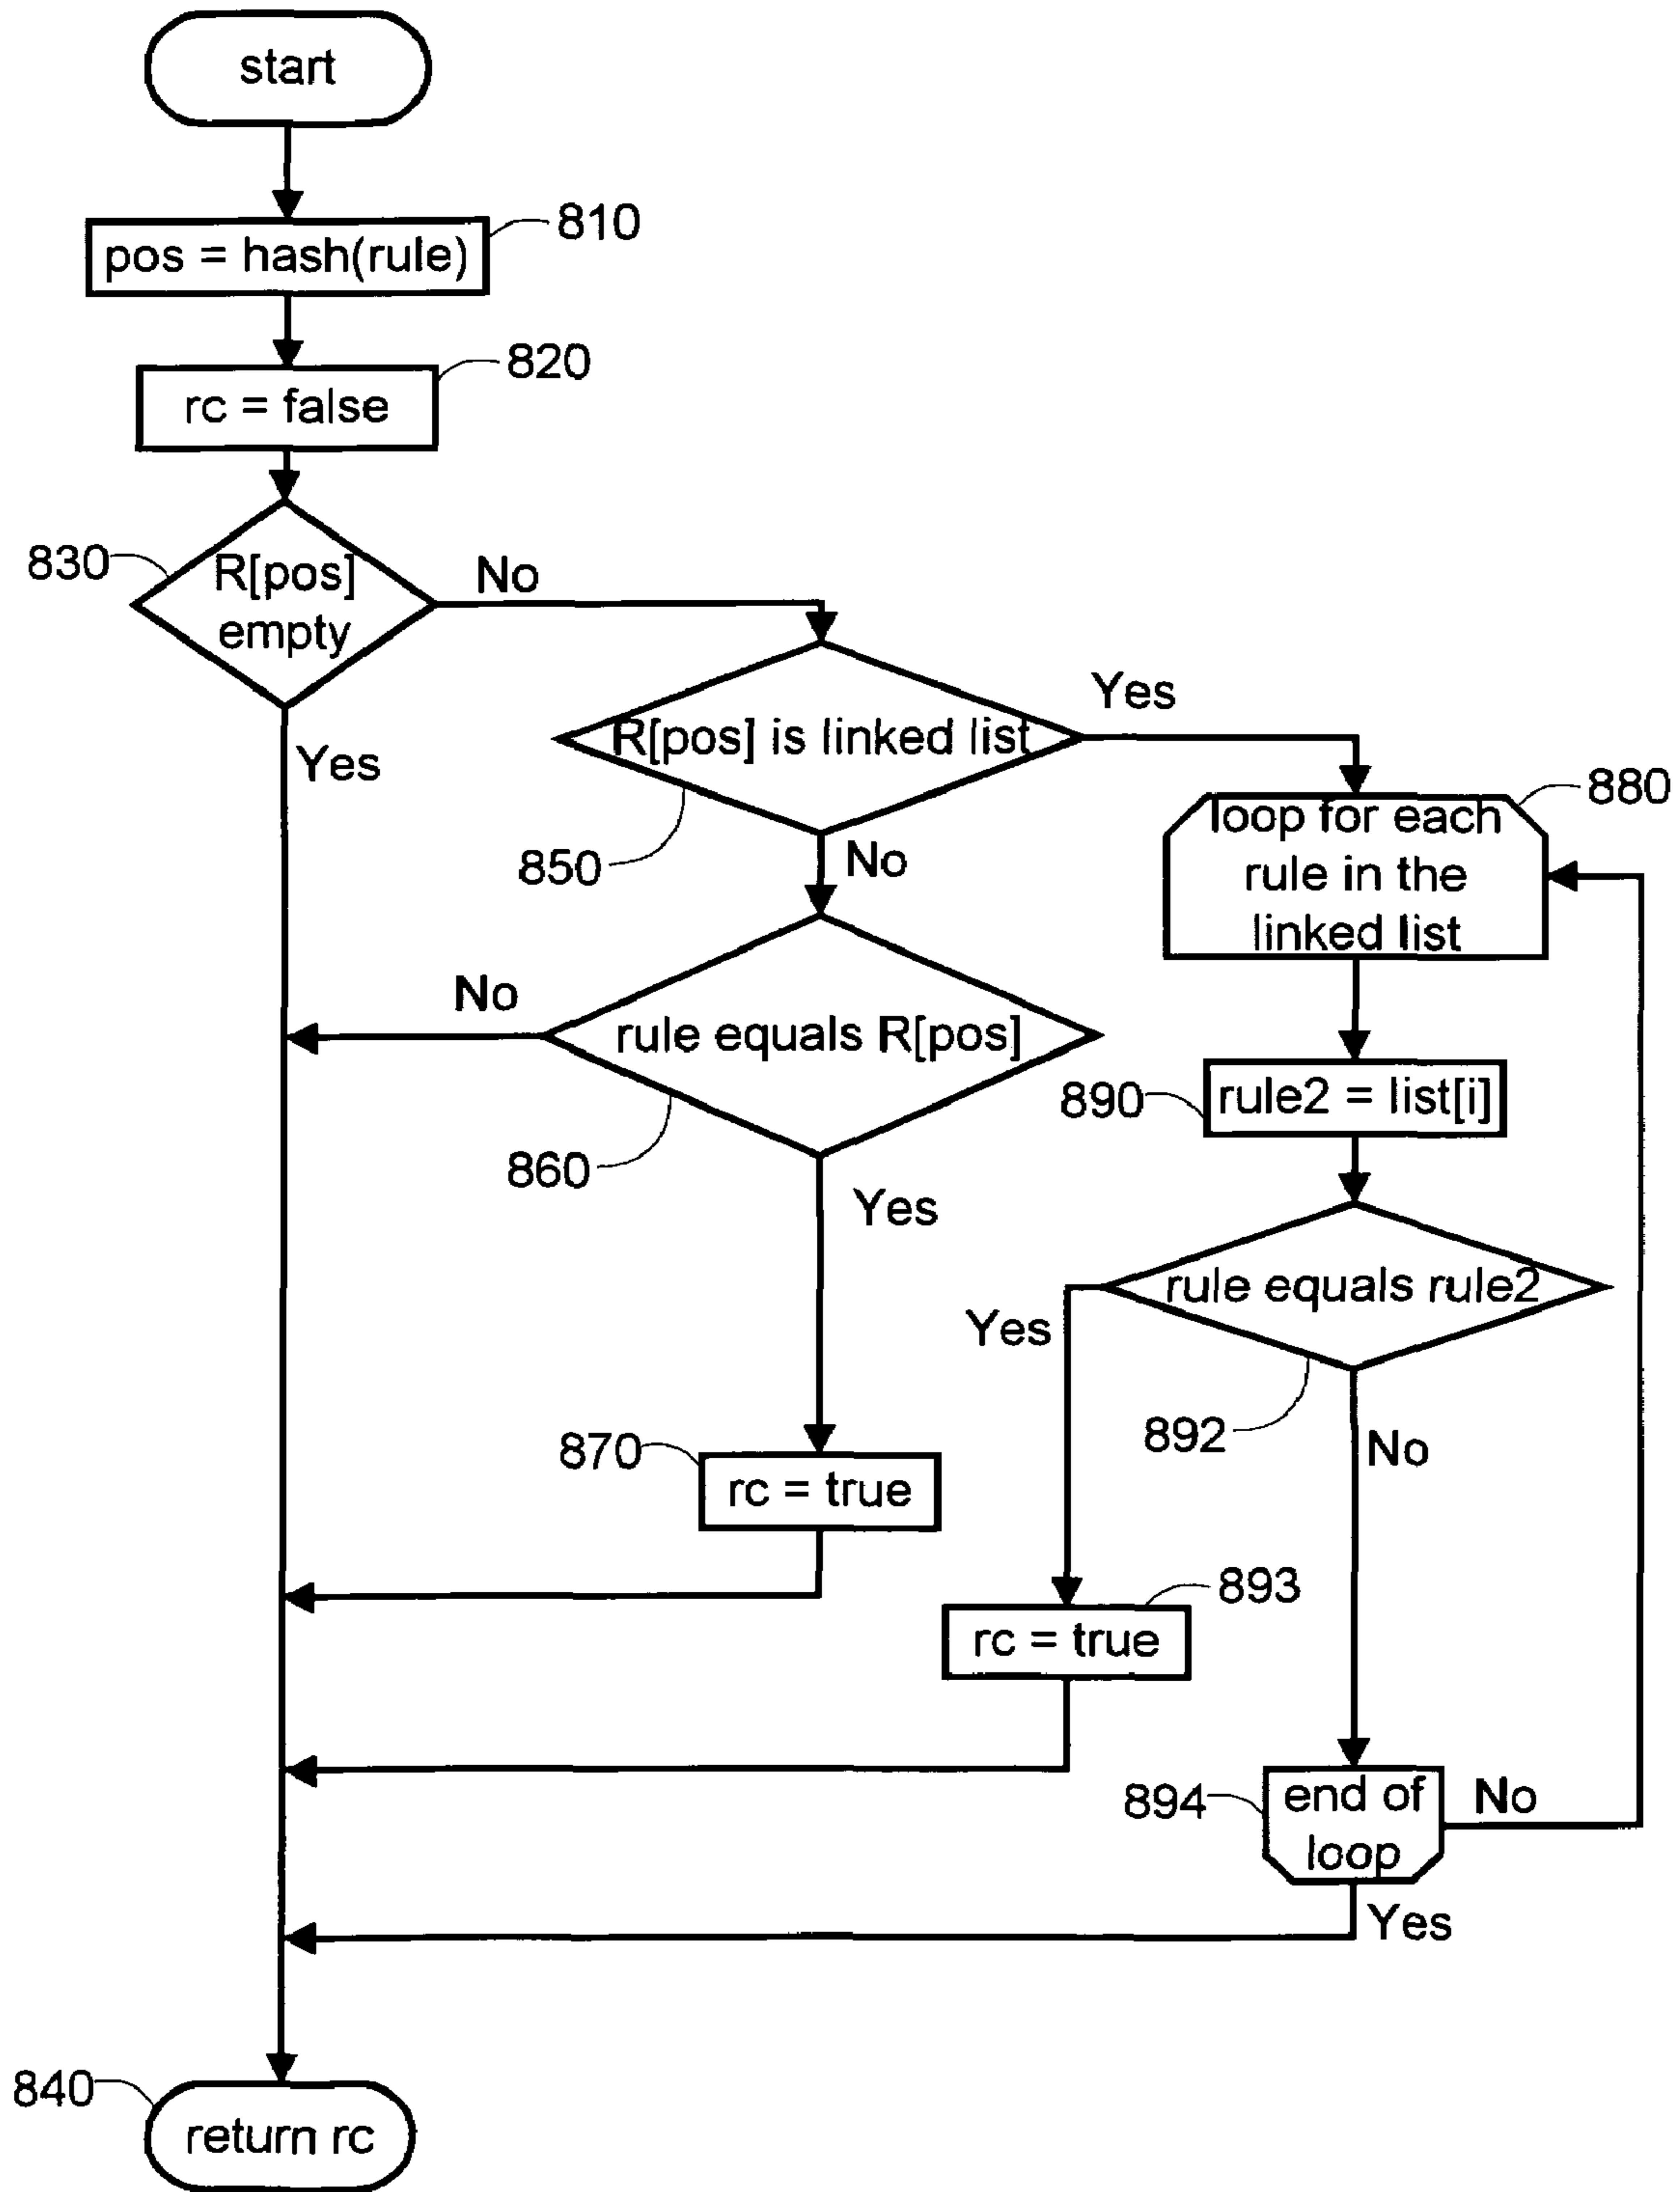 start
pos = hash(rule)
810
rc = false
820
830
R[pos]
empty
No
Yes
R[pos] is linked list
Yes
850
No
880
loop for each
rule in the
linked list
No
rule equals R[pos]
860
Yes
890
rule2 = list[i]
rule equals rule2
Yes
892
No
870
rc = true
893
rc = true
894
end of
loop
No
Yes
840
return rc